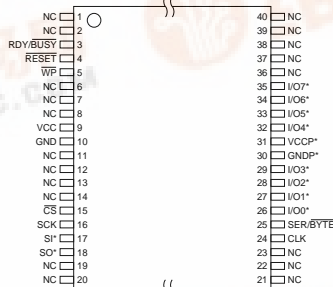 NC 1 40 NC
NC 2 39 NC
RDY/BUSY 3 38 NC
RESET 4 37 NC
WP 5 36 NC
NC 6 35 I/O7*
NC 7 34 I/O6*
NC 8 33 I/O5*
VCC 9 32 I/O4*
GND 10 31 VCCP*
NC 11 30 GNDP*
NC 12 29 I/O3*
NC 13 28 I/O2*
NC 14 27 I/O1*
CS 15 26 I/O0*
SCK 16 25 SER/BYTE
SI* 17 24 CLK
SO* 18 23 NC
NC 19 22 NC
NC 20 21 NC